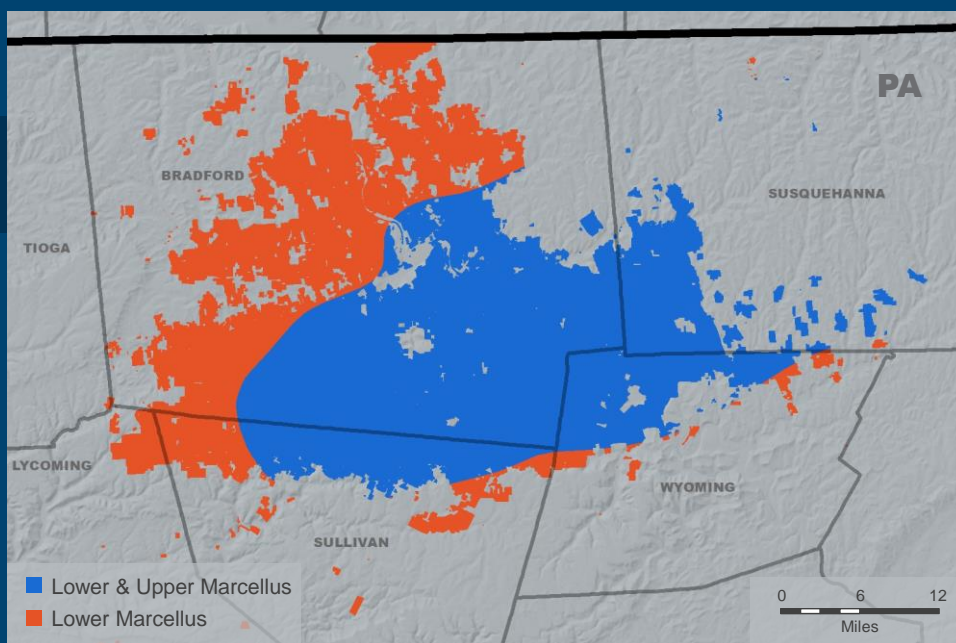 PA
BRADFORD
SUSQUEHANNA
TIOGA
LYCOMING
WYOMING
SULLIVAN
Lower & Upper Marcellus
Lower Marcellus
0 6 12
Miles